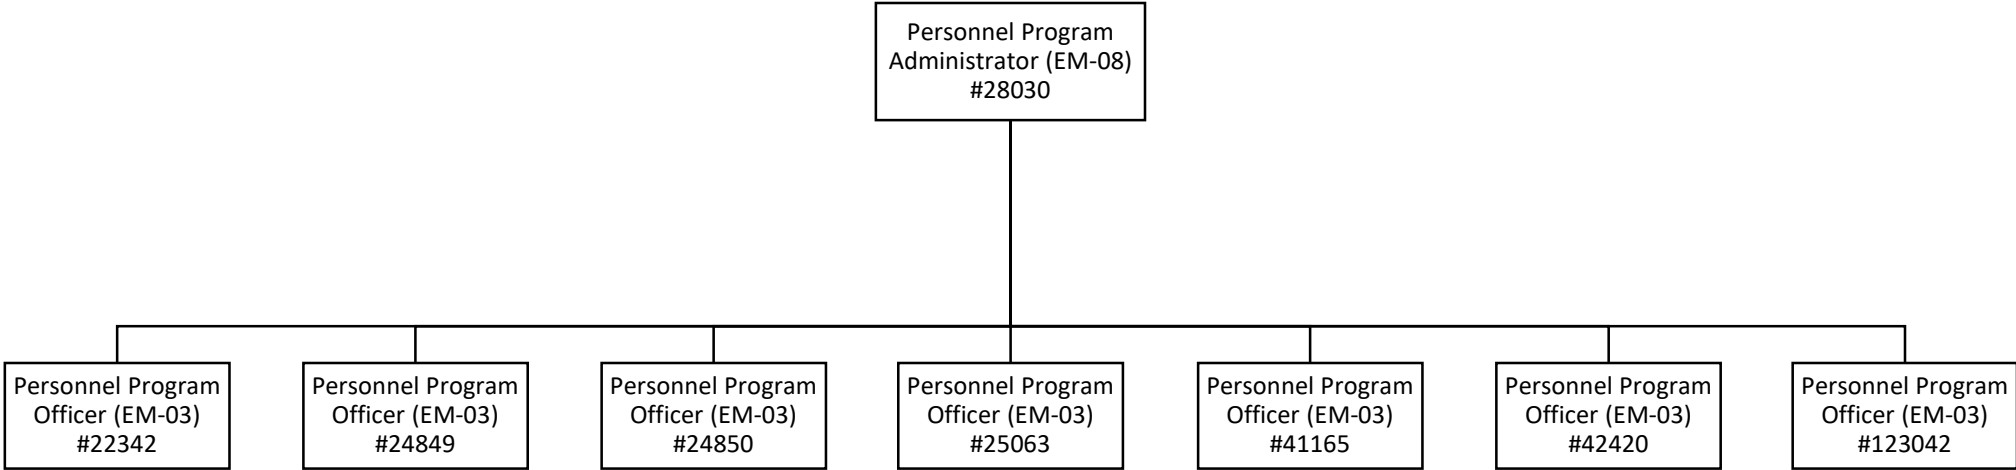 Personnel Program
Administrator (EM-08)
#28030
Personnel Program
Officer (EM-03)
#22342
Personnel Program
Officer (EM-03)
#24849
Personnel Program
Officer (EM-03)
#24850
Personnel Program
Officer (EM-03)
#25063
Personnel Program
Officer (EM-03)
#41165
Personnel Program
Officer (EM-03)
#42420
Personnel Program
Officer (EM-03)
#123042